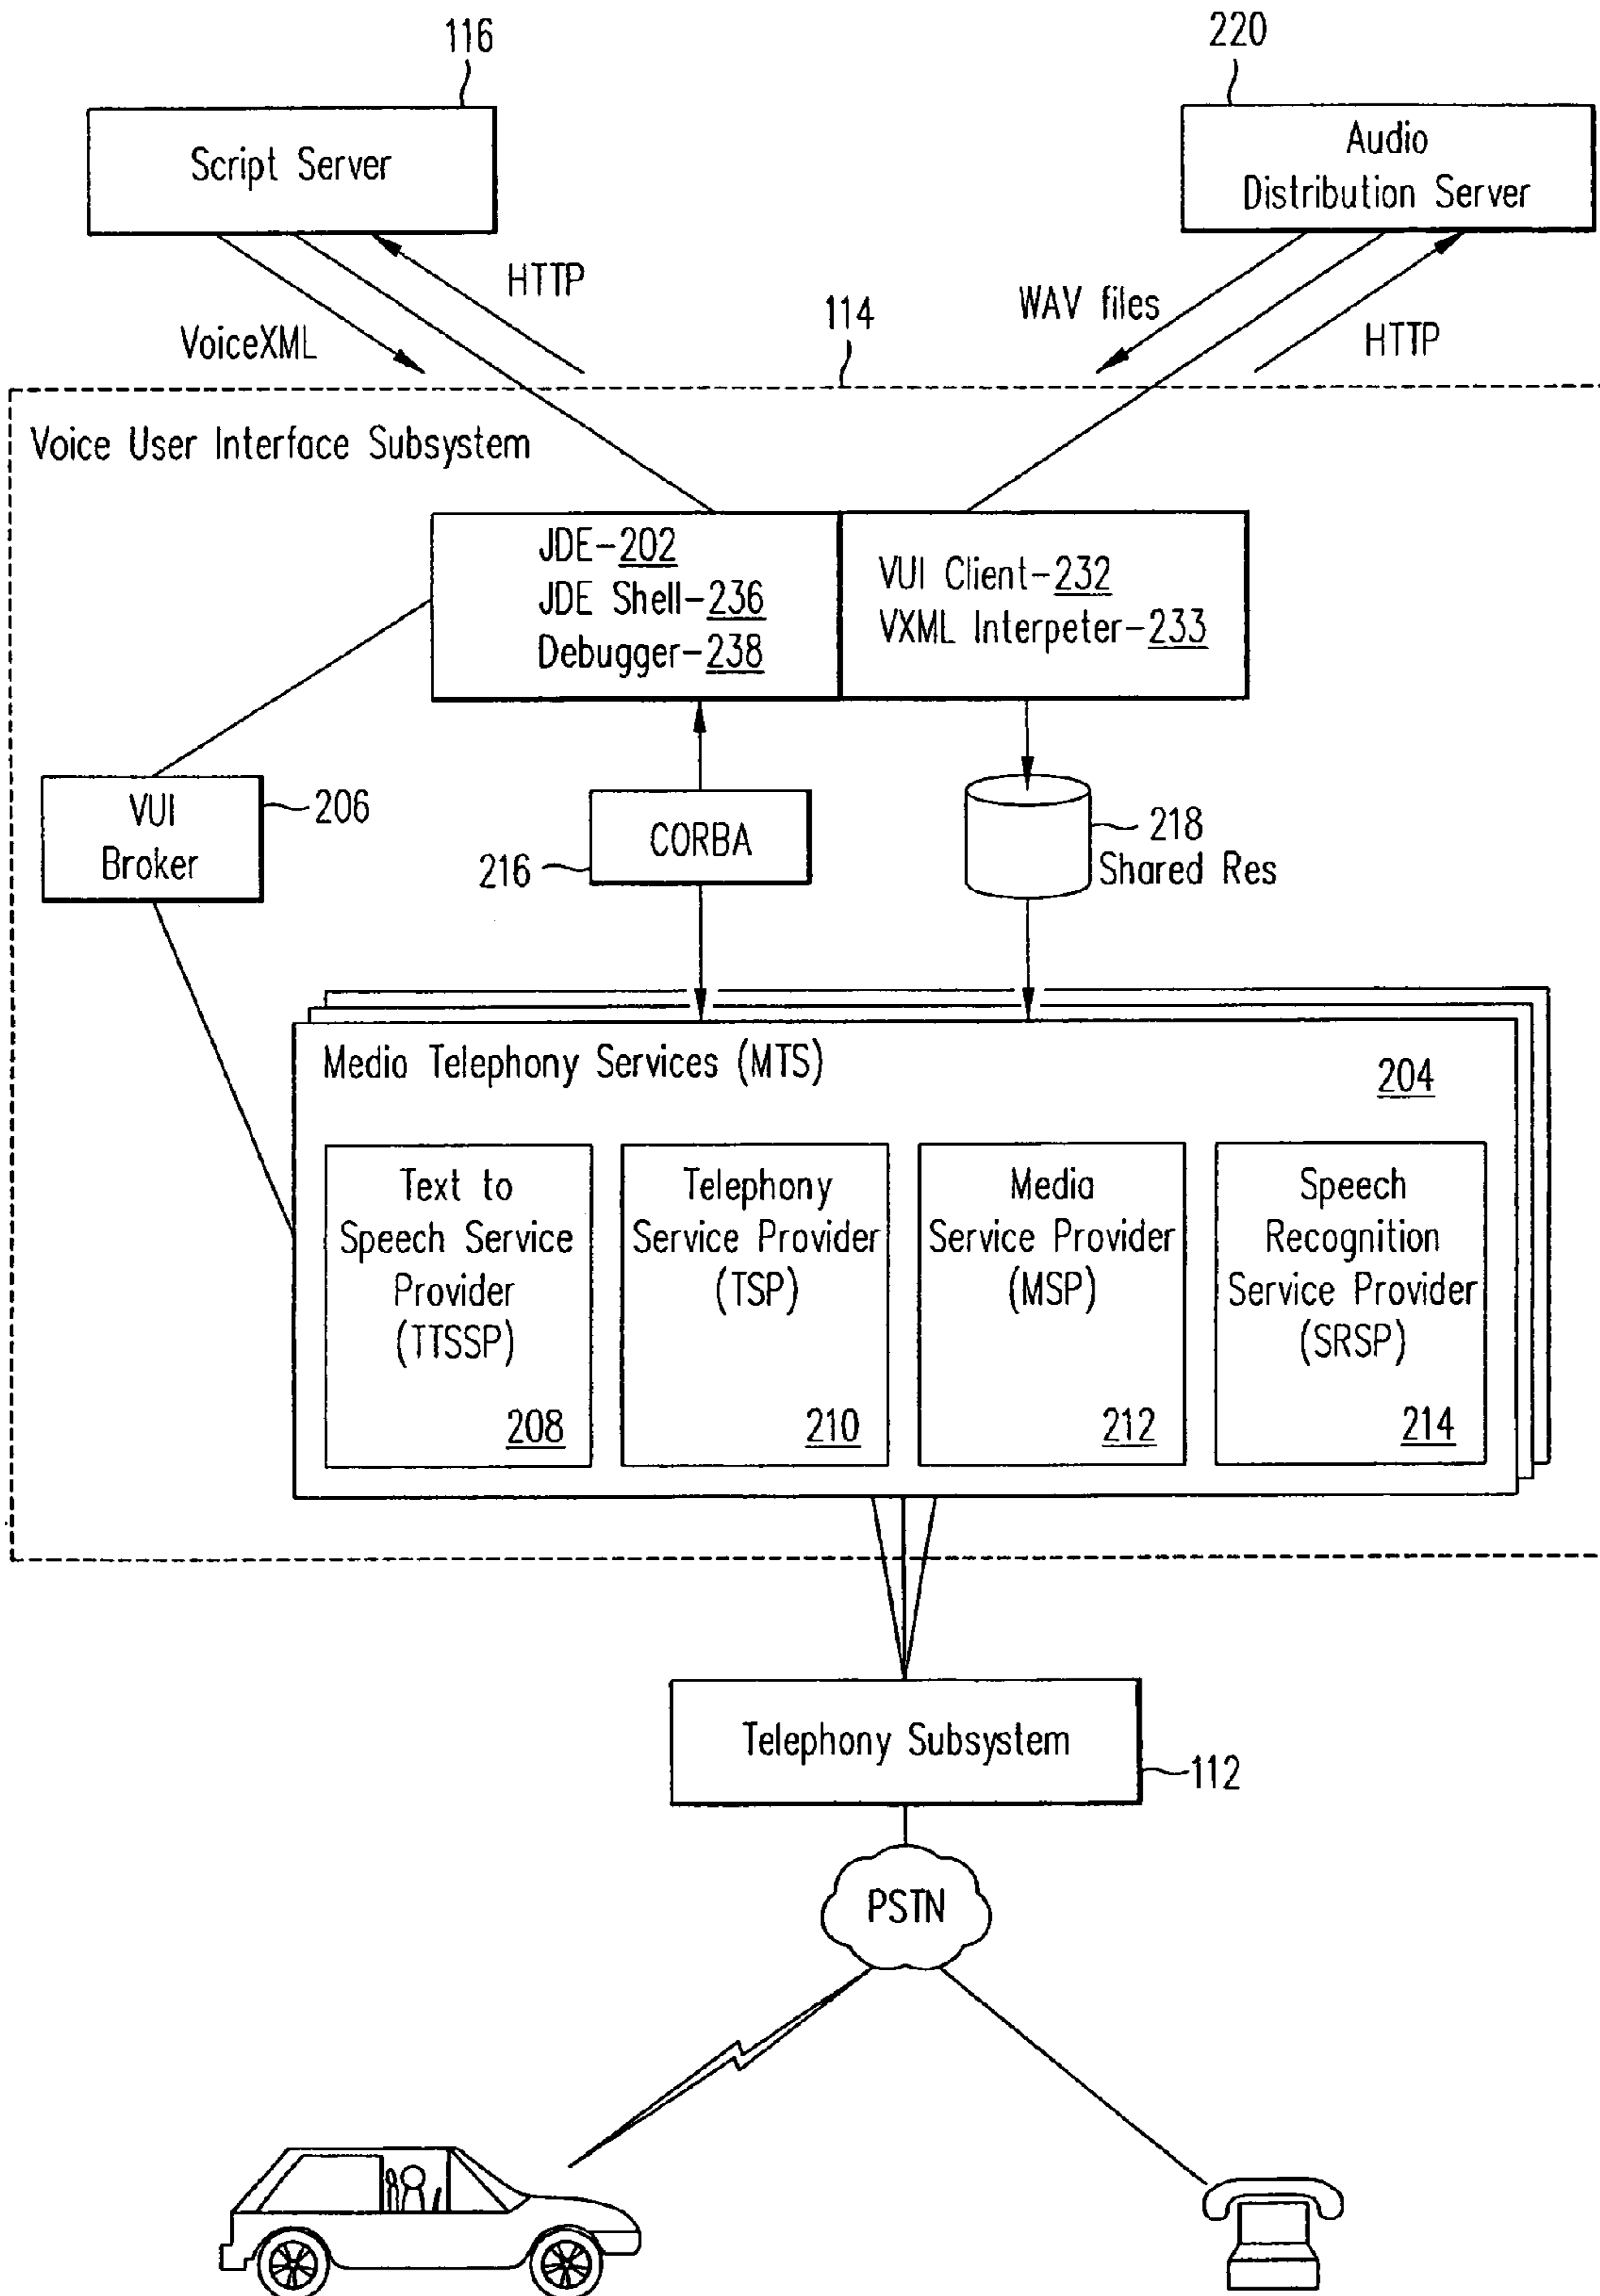 116
220
Script Server
Audio
Distribution Server
HTTP
VoiceXML
WAV files
HTTP
114
Voice User Interface Subsystem
JDE-202
JDE Shell-236
Debugger-238
VUI Client-232
VXML Interpeter-233
VUI
Broker
206
CORBA
216
218
Shared Res
Media Telephony Services (MTS)
204
Text to
Speech Service
Provider
(TTSSP)
208
Telephony
Service Provider
(TSP)
210
Media
Service Provider
(MSP)
212
Speech
Recognition
Service Provider
(SRSP)
214
Telephony Subsystem
112
PSTN